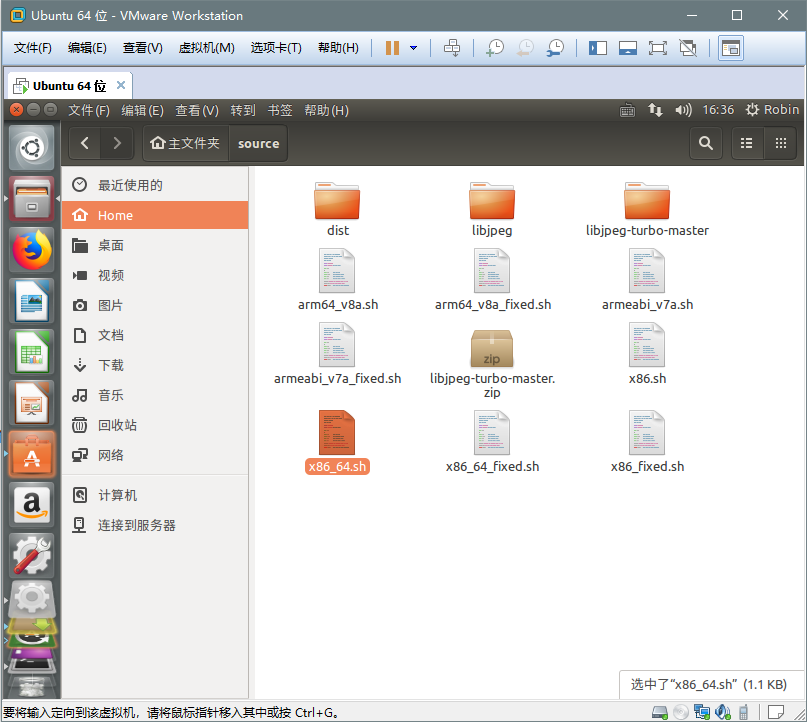 Ubuntu 64 位 - VMware Workstation
文件(F) 编辑(E) 查看(V) 虚拟机(M) 选项卡(T) 帮助(H)
Ubuntu 64 位
文件(F) 编辑(E) 查看(V) 转到 书签 帮助(H) 16:36 Robin
主文件夹 source
最近使用的
Home
桌面
视频
图片
文档
下载
音乐
回收站
网络
计算机
连接到服务器
dist libjpeg libjpeg-turbo-master
arm64_v8a.sh arm64_v8a_fixed.sh armeabi_v7a.sh
zip
armeabi_v7a_fixed.sh libjpeg-turbo-master.zip x86.sh
x86_64.sh x86_64_fixed.sh x86_fixed.sh
选中了“x86_64.sh” (1.1 KB)
要将输入定向到该虚拟机，请将鼠标指针移入其中或按 Ctrl+G。